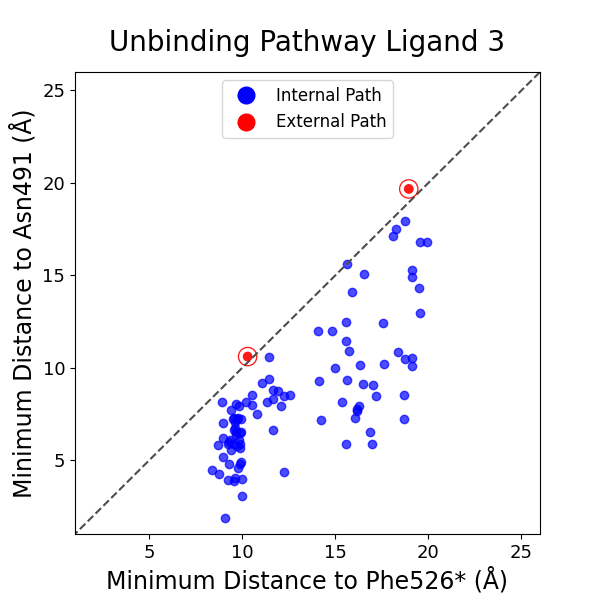 Unbinding Pathway Ligand 3
Internal Path
External Path
Minimum Distance to Asn491 (Å)
25
20
15
10
5
5 10 15 20 25
Minimum Distance to Phe526* (Å)